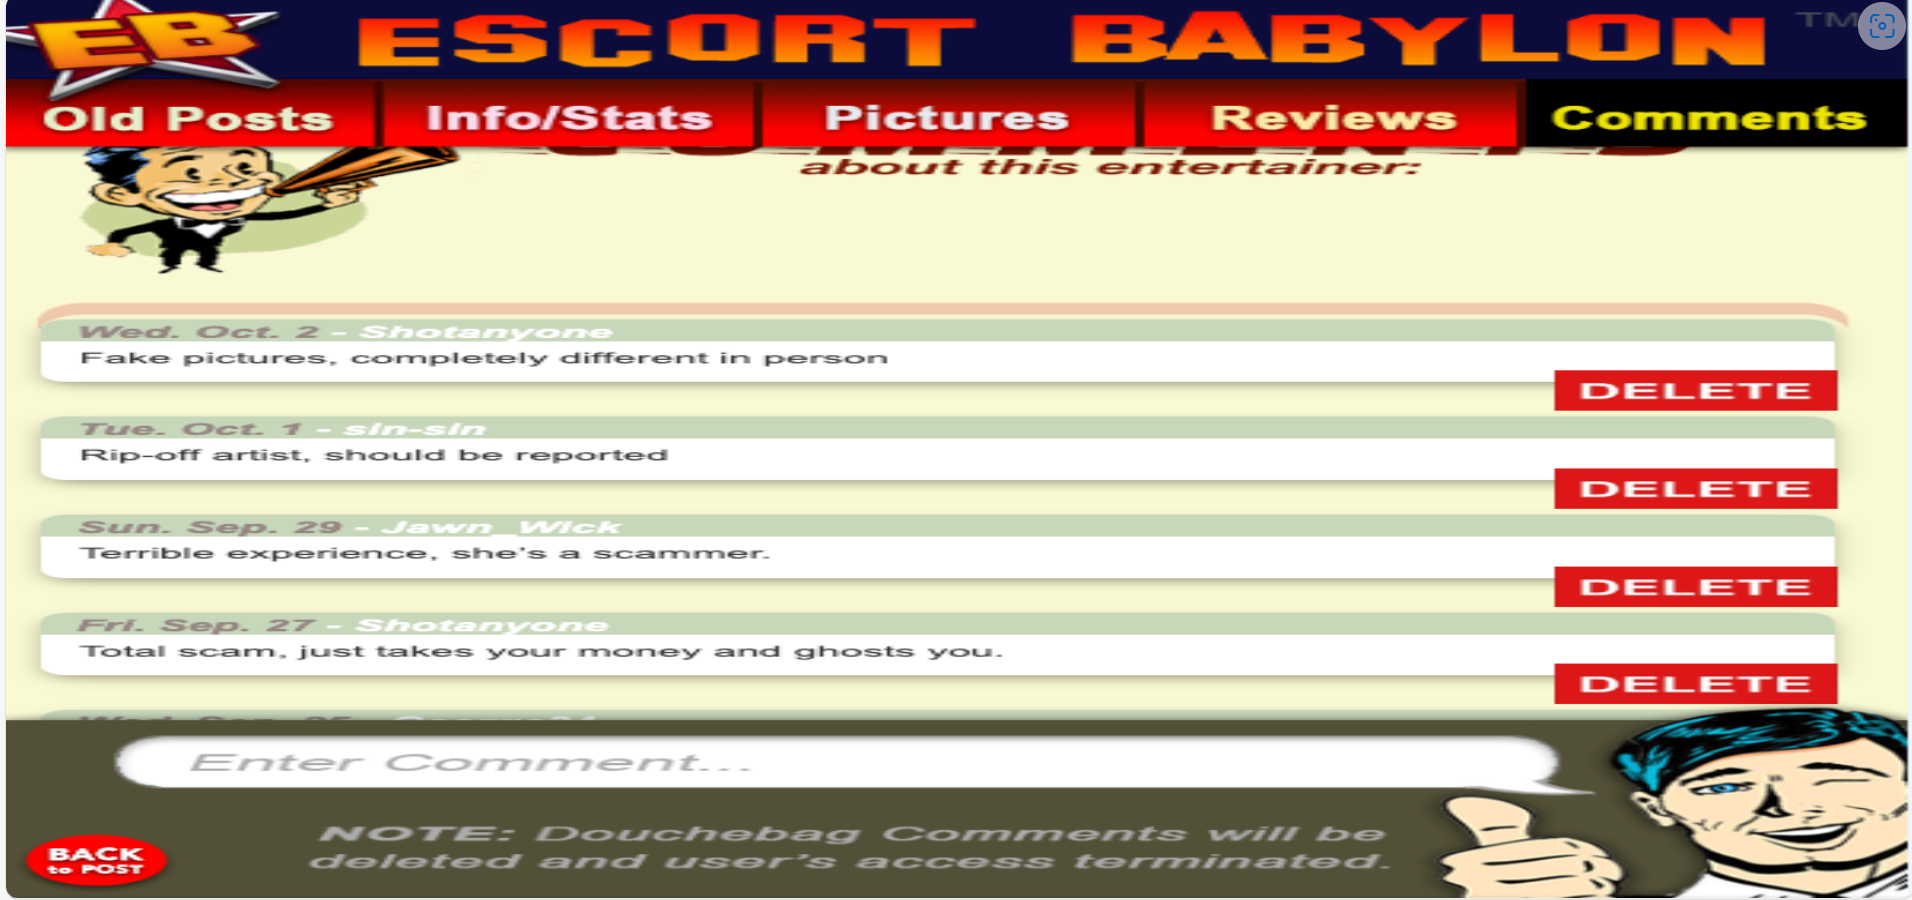 EB ESCORT BABYLON TM
Old Posts Info/Stats Pictures Reviews Comments
about this entertainer:
Wed. Oct. 2 - Shotanyone
Fake pictures, completely different in person
DELETE
Tue. Oct. 1 - sin-sin
Rip-off artist, should be reported
DELETE
Sun. Sep. 29 - Jawn_Wick
Terrible experience, she's a scammer.
DELETE
Fri. Sep. 27 - Shotanyone
Total scam, just takes your money and ghosts you.
DELETE
Enter Comment...
NOTE: Douchebag Comments will be
deleted and user's access terminated.
BACK
to POST